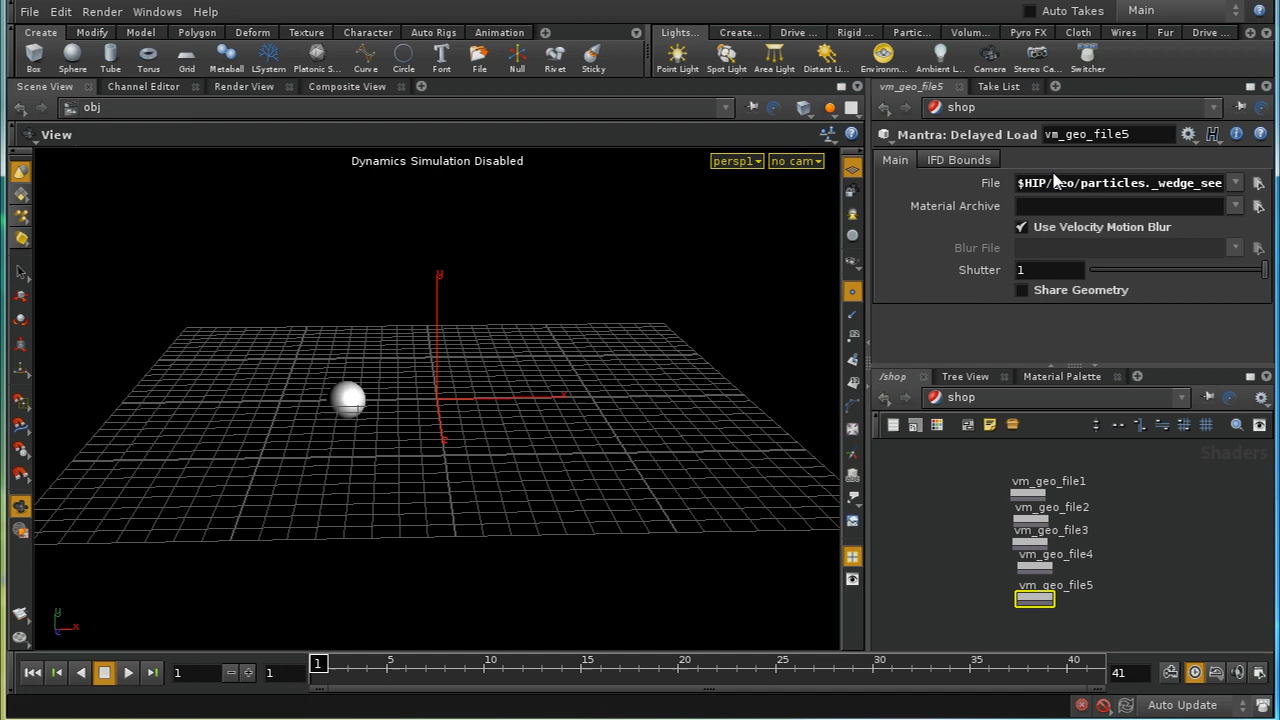 File Edit Render Windows Help Auto Takes Main
Create Modify Model Polygon Deform Texture Character Auto Rigs Animation Lights... Create... Drive ... Rigid ... Partic... Volum... Pyro FX Cloth Wires Fur Drive ...
Box Sphere Tube Torus Grid Metaball LSystem Platonic S... Curve Circle Font File Null Rivet Sticky Point Light Spot Light Area Light Distant Li... Environm... Ambient L... Camera Stereo Ca... Switcher
Scene View Channel Editor Render View Composite View vm_geo_file5 Take List
obj shop
View Mantra: Delayed Load vm_geo_file5
Dynamics Simulation Disabled persp1 no cam Main IFD Bounds
File $HIP/geo/particles._wedge_see
Material Archive
Use Velocity Motion Blur
Blur File
Shutter 1
Share Geometry
/shop Tree View Material Palette
shop
Shaders
vm_geo_file1
vm_geo_file2
vm_geo_file3
vm_geo_file4
vm_geo_file5
y
x
z
y
x
z
1 1 1 5 10 15 20 25 30 35 40 41
Auto Update